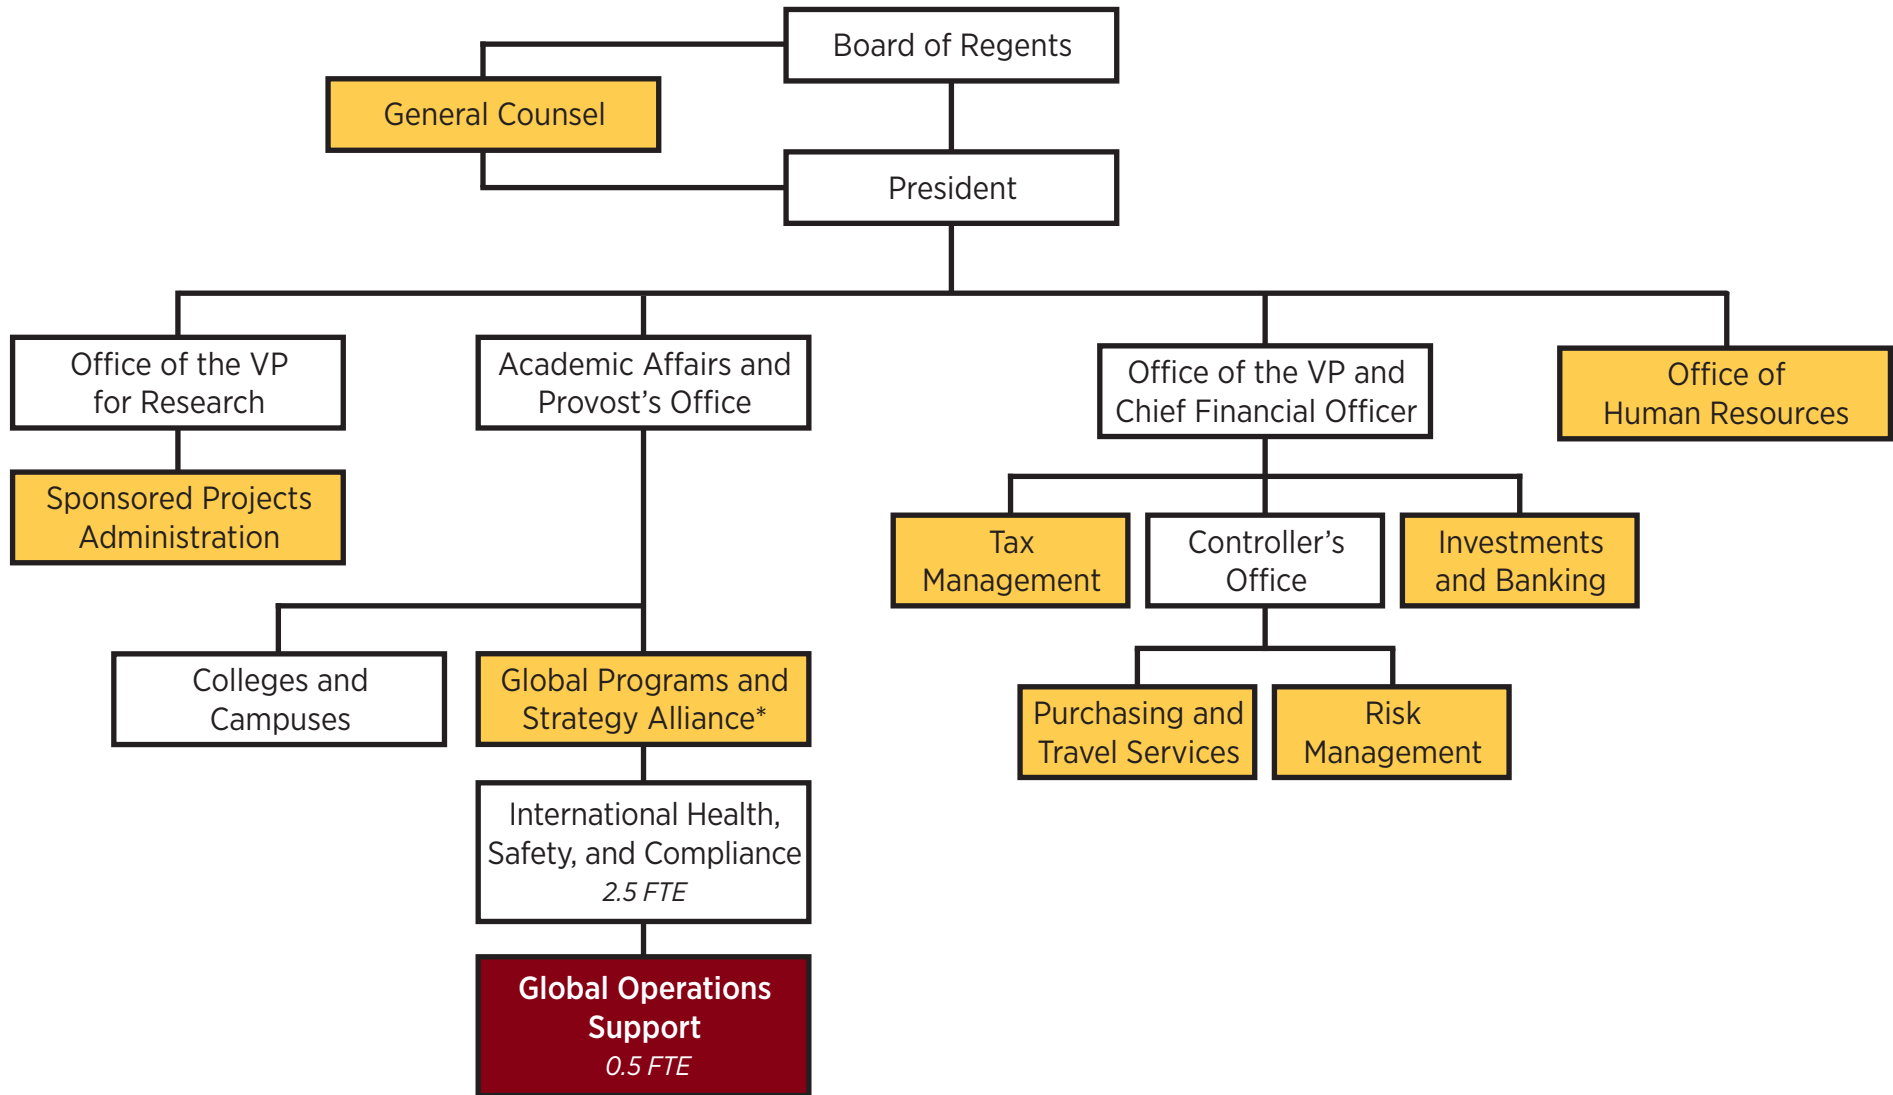 Board of Regents
General Counsel
President
Office of the VP
for Research
Academic Affairs and
Provost’s Office
Office of the VP and
Chief Financial Officer
Office of
Human Resources
Sponsored Projects
Administration
Tax
Management
Controller’s
Office
Investments
and Banking
Colleges and
Campuses
Global Programs and
Strategy Alliance*
Purchasing and
Travel Services
Risk
Management
International Health,
Safety, and Compliance
2.5 FTE
Global Operations
Support
0.5 FTE